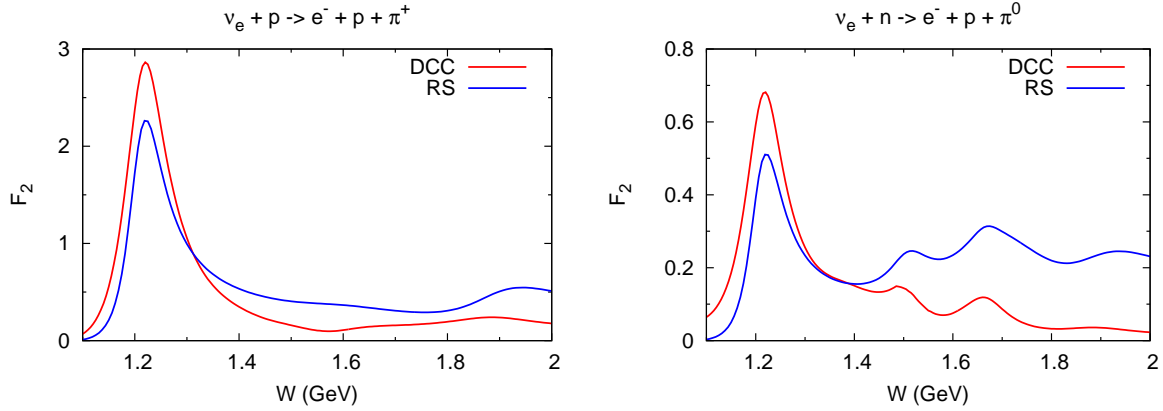 ν_e + p -> e⁻ + p + π⁺
DCC
RS
F₂
3
2
1
0
1.2
1.4
1.6
1.8
2
W (GeV)
ν_e + n -> e⁻ + p + π⁰
DCC
RS
F₂
0.8
0.6
0.4
0.2
0
1.2
1.4
1.6
1.8
2
W (GeV)